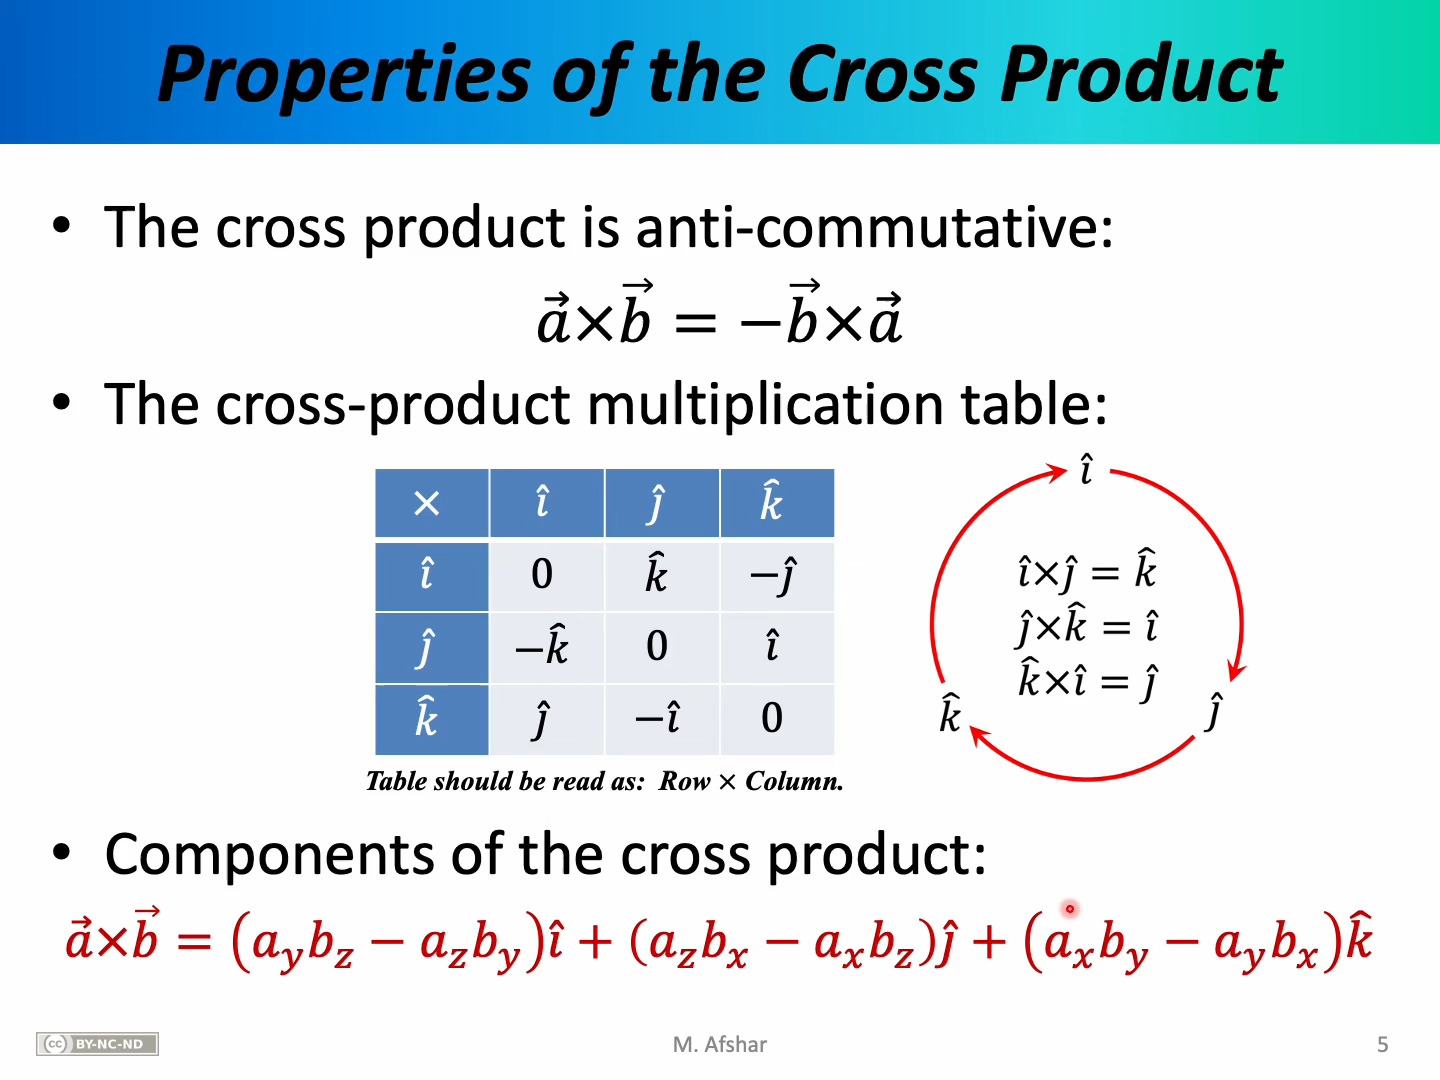 Properties of the Cross Product
• The cross product is anti-commutative:
a⃗×b⃗ = −b⃗×a⃗
• The cross-product multiplication table:
× î ĵ k̂
î 0 k̂ −ĵ
ĵ −k̂ 0 î
k̂ ĵ −î 0
Table should be read as: Row × Column.
î
î×ĵ = k̂
ĵ×k̂ = î
k̂×î = ĵ
k̂ ĵ
• Components of the cross product:
a⃗×b⃗ = (a_y b_z − a_z b_y)î + (a_z b_x − a_x b_z)ĵ + (a_x b_y − a_y b_x)k̂
cc BY-NC-ND
M. Afshar
5